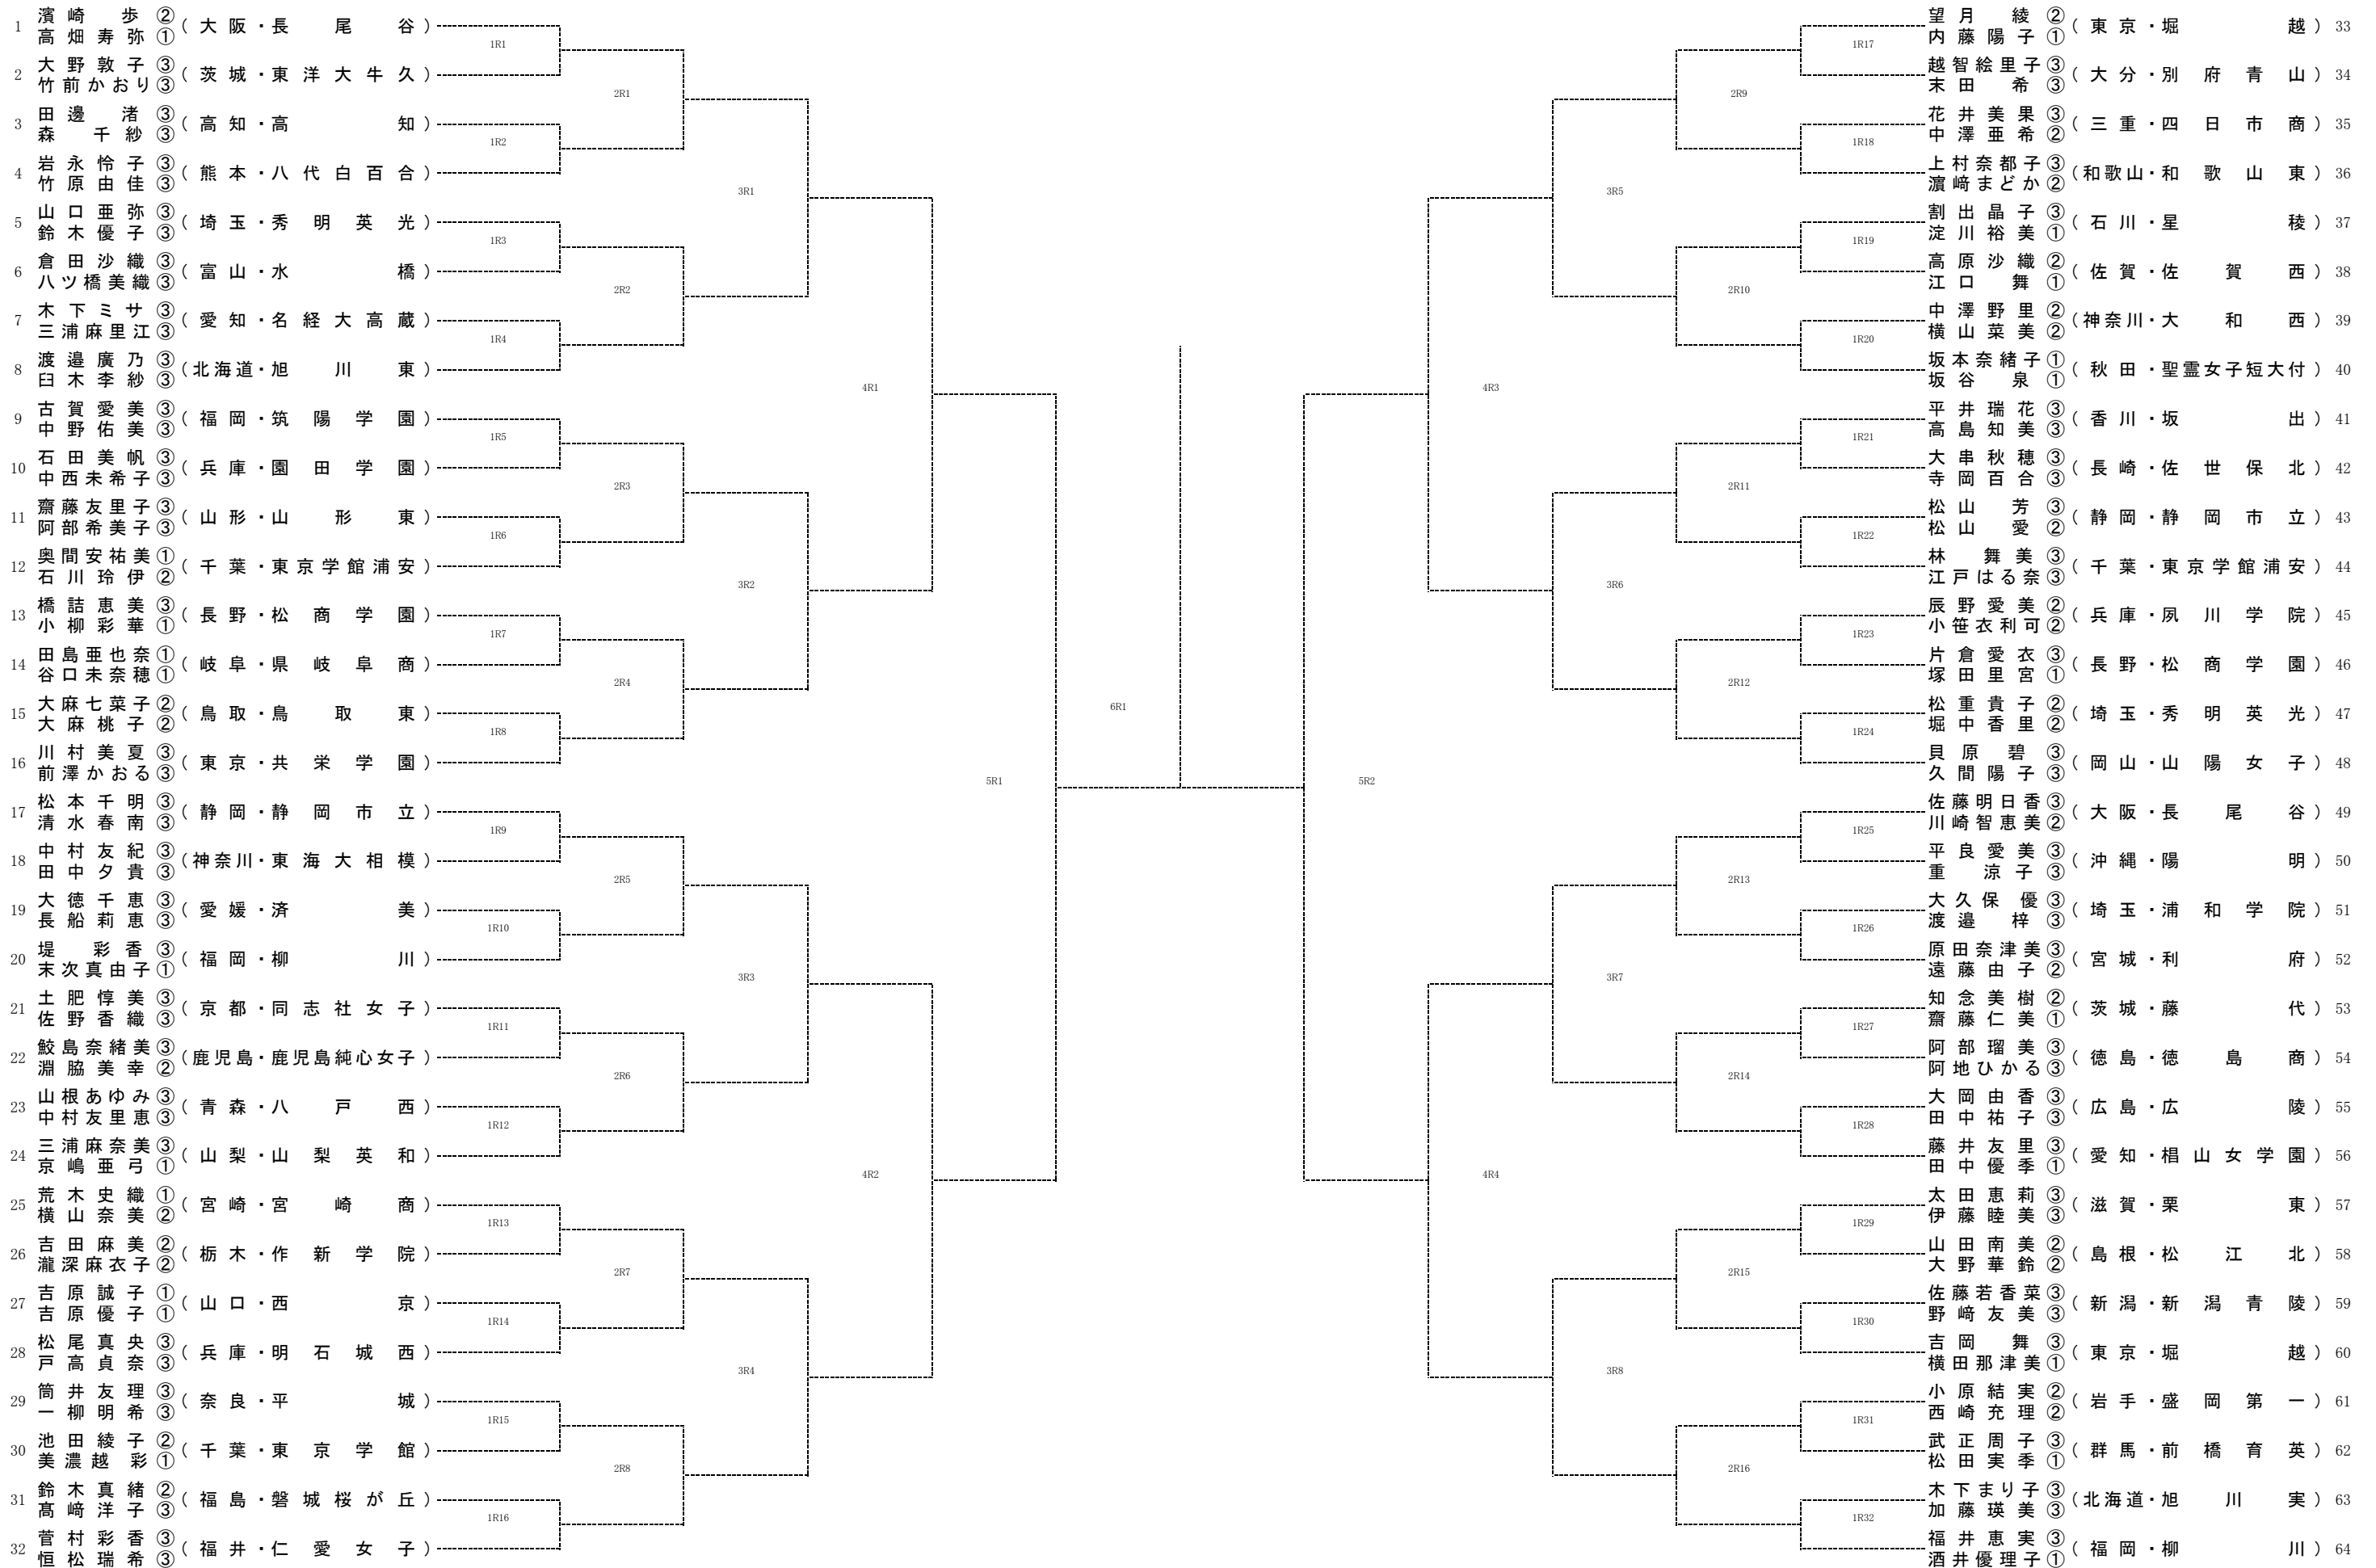 1 濱崎 歩② 高畑寿弥① (大阪・長尾谷)
1R1
2 大野敦子③ 竹前かおり③ (茨城・東洋大牛久)
2R1
3 田邊 渚③ 森 千紗③ (高知・高知)
1R2
4 岩永怜子③ 竹原由佳③ (熊本・八代白百合)
3R1
5 山口亜弥③ 鈴木優子③ (埼玉・秀明英光)
1R3
6 倉田沙織③ 八ツ橋美織③ (富山・水橋)
2R2
7 木下ミサ③ 三浦麻里江③ (愛知・名経大高蔵)
1R4
8 渡邉廣乃③ 臼木李紗③ (北海道・旭川東)
4R1
9 古賀愛美③ 中野佑美③ (福岡・筑陽学園)
1R5
10 石田美帆③ 中西未希子③ (兵庫・園田学園)
2R3
11 齋藤友里子③ 阿部希美子③ (山形・山形東)
1R6
12 奥間安祐美① 石川玲伊② (千葉・東京学館浦安)
3R2
13 橋詰恵美③ 小柳彩華① (長野・松商学園)
1R7
14 田島亜也奈① 谷口未奈穂① (岐阜・県岐阜商)
2R4
15 大麻七菜子② 大麻桃子② (鳥取・鳥取東)
1R8
16 川村美夏③ 前澤かおる③ (東京・共栄学園)
5R1
17 松本千明③ 清水春南③ (静岡・静岡市立)
1R9
18 中村友紀③ 田中夕貴③ (神奈川・東海大相模)
2R5
19 大徳千恵③ 長船莉恵③ (愛媛・済美)
1R10
20 堤 彩香③ 末次真由子① (福岡・柳川)
3R3
21 土肥惇美③ 佐野香織③ (京都・同志社女子)
1R11
22 鮫島奈緒美③ 淵脇美幸② (鹿児島・鹿児島純心女子)
2R6
23 山根あゆみ③ 中村友里恵③ (青森・八戸西)
1R12
24 三浦麻奈美③ 京嶋亜弓① (山梨・山梨英和)
4R2
25 荒木史織① 横山奈美② (宮崎・宮崎商)
1R13
26 吉田麻美② 瀧深麻衣子② (栃木・作新学院)
2R7
27 吉原誠子① 吉原優子① (山口・西京)
1R14
28 松尾真央③ 戸高貞奈③ (兵庫・明石城西)
3R4
29 筒井友理③ 一柳明希③ (奈良・平城)
1R15
30 池田綾子② 美濃越 彩① (千葉・東京学館)
2R8
31 鈴木真緒② 髙﨑洋子③ (福島・磐城桜が丘)
1R16
32 菅村彩香③ 恒松瑞希③ (福井・仁愛女子)
6R1
望月 綾② 内藤陽子① (東京・堀越) 33
1R17
越智絵里子③ 末田 希③ (大分・別府青山) 34
2R9
花井美果③ 中澤亜希② (三重・四日市商) 35
1R18
上村奈都子③ 濵﨑まどか② (和歌山・和歌山東) 36
3R5
割出晶子③ 淀川裕美① (石川・星稜) 37
1R19
高原沙織② 江口 舞① (佐賀・佐賀西) 38
2R10
中澤野里② 横山菜美② (神奈川・大和西) 39
1R20
坂本奈緒子① 坂谷 泉① (秋田・聖霊女子短大付) 40
4R3
平井瑞花③ 高島知美③ (香川・坂出) 41
1R21
大串秋穂③ 寺岡百合③ (長崎・佐世保北) 42
2R11
松山 芳③ 松山 愛② (静岡・静岡市立) 43
1R22
林 舞美③ 江戸はる奈③ (千葉・東京学館浦安) 44
3R6
辰野愛美② 小笹衣利可② (兵庫・夙川学院) 45
1R23
片倉愛衣③ 塚田里宮① (長野・松商学園) 46
2R12
松重貴子② 堀中香里② (埼玉・秀明英光) 47
1R24
貝原 碧③ 久間陽子③ (岡山・山陽女子) 48
5R2
佐藤明日香③ 川崎智恵美② (大阪・長尾谷) 49
1R25
平良愛美③ 重 涼子③ (沖縄・陽明) 50
2R13
大久保 優③ 渡邉 梓③ (埼玉・浦和学院) 51
1R26
原田奈津美③ 遠藤由子② (宮城・利府) 52
3R7
知念美樹② 齋藤仁美① (茨城・藤代) 53
1R27
阿部瑠美③ 阿地ひかる③ (徳島・徳島商) 54
2R14
大岡由香③ 田中祐子③ (広島・広陵) 55
1R28
藤井友里③ 田中優季① (愛知・椙山女学園) 56
4R4
太田恵莉③ 伊藤睦美③ (滋賀・栗東) 57
1R29
山田南美② 大野華鈴② (島根・松江北) 58
2R15
佐藤若香菜③ 野﨑友美③ (新潟・新潟青陵) 59
1R30
吉岡 舞③ 横田那津美① (東京・堀越) 60
3R8
小原結実② 西崎充理② (岩手・盛岡第一) 61
1R31
武正周子③ 松田実季① (群馬・前橋育英) 62
2R16
木下まり子③ 加藤瑛美③ (北海道・旭川実) 63
1R32
福井恵実③ 酒井優理子① (福岡・柳川) 64